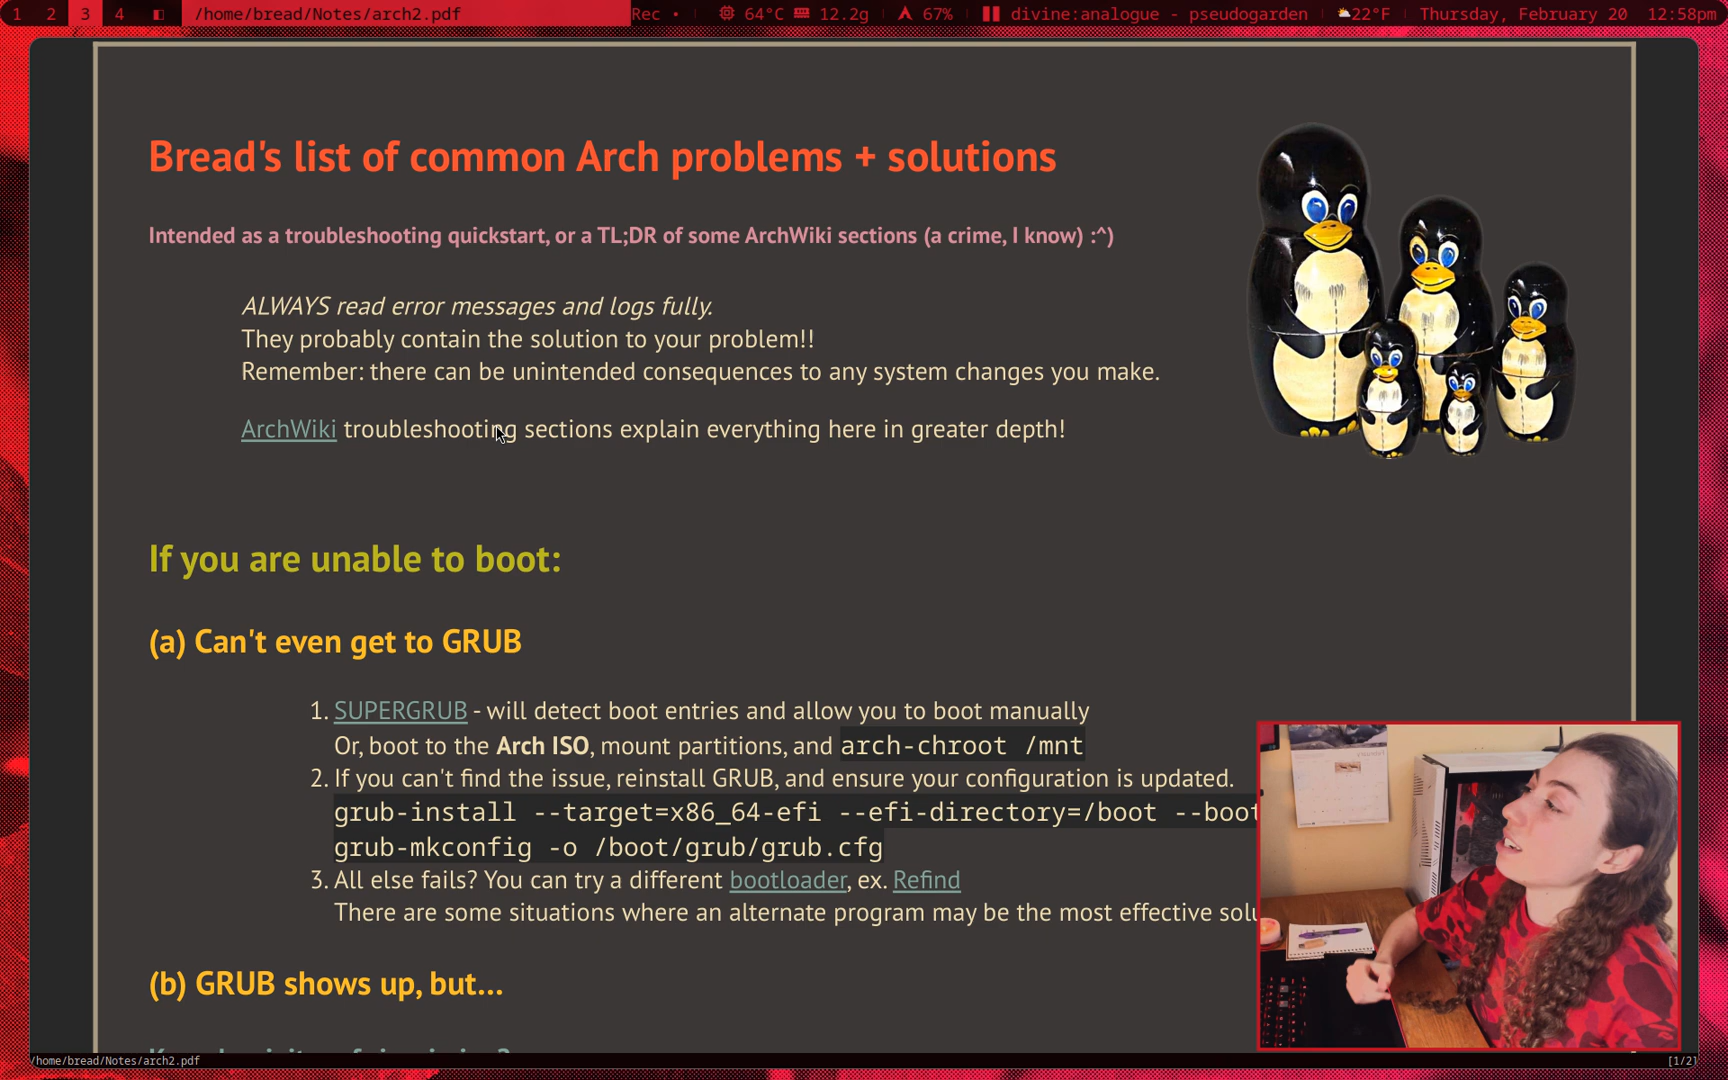 1 2 3 4 /home/bread/Notes/arch2.pdf Rec • 64°C 12.2g 67% divine:analogue - pseudogarden 22°F Thursday, February 20 12:58pm
Bread's list of common Arch problems + solutions
Intended as a troubleshooting quickstart, or a TL;DR of some ArchWiki sections (a crime, I know) :^)
ALWAYS read error messages and logs fully.
They probably contain the solution to your problem!!
Remember: there can be unintended consequences to any system changes you make.
ArchWiki troubleshooting sections explain everything here in greater depth!
If you are unable to boot:
(a) Can't even get to GRUB
1. SUPERGRUB - will detect boot entries and allow you to boot manually
Or, boot to the Arch ISO, mount partitions, and arch-chroot /mnt
2. If you can't find the issue, reinstall GRUB, and ensure your configuration is updated.
grub-install --target=x86_64-efi --efi-directory=/boot --boot
grub-mkconfig -o /boot/grub/grub.cfg
3. All else fails? You can try a different bootloader, ex. Refind
There are some situations where an alternate program may be the most effective solu
(b) GRUB shows up, but...
/home/bread/Notes/arch2.pdf [1/2]